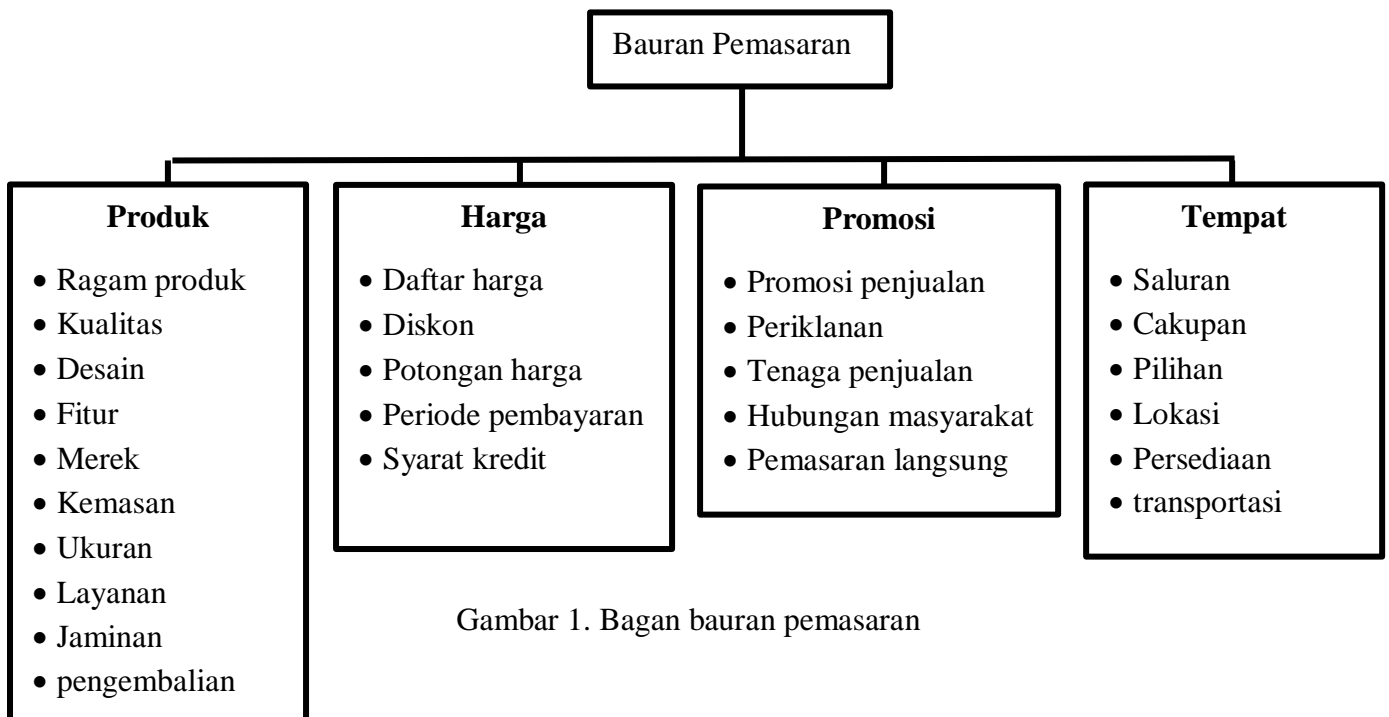 Bauran Pemasaran
Produk
• Ragam produk
• Kualitas
• Desain
• Fitur
• Merek
• Kemasan
• Ukuran
• Layanan
• Jaminan
• pengembalian
Harga
• Daftar harga
• Diskon
• Potongan harga
• Periode pembayaran
• Syarat kredit
Promosi
• Promosi penjualan
• Periklanan
• Tenaga penjualan
• Hubungan masyarakat
• Pemasaran langsung
Tempat
• Saluran
• Cakupan
• Pilihan
• Lokasi
• Persediaan
• transportasi
Gambar 1. Bagan bauran pemasaran